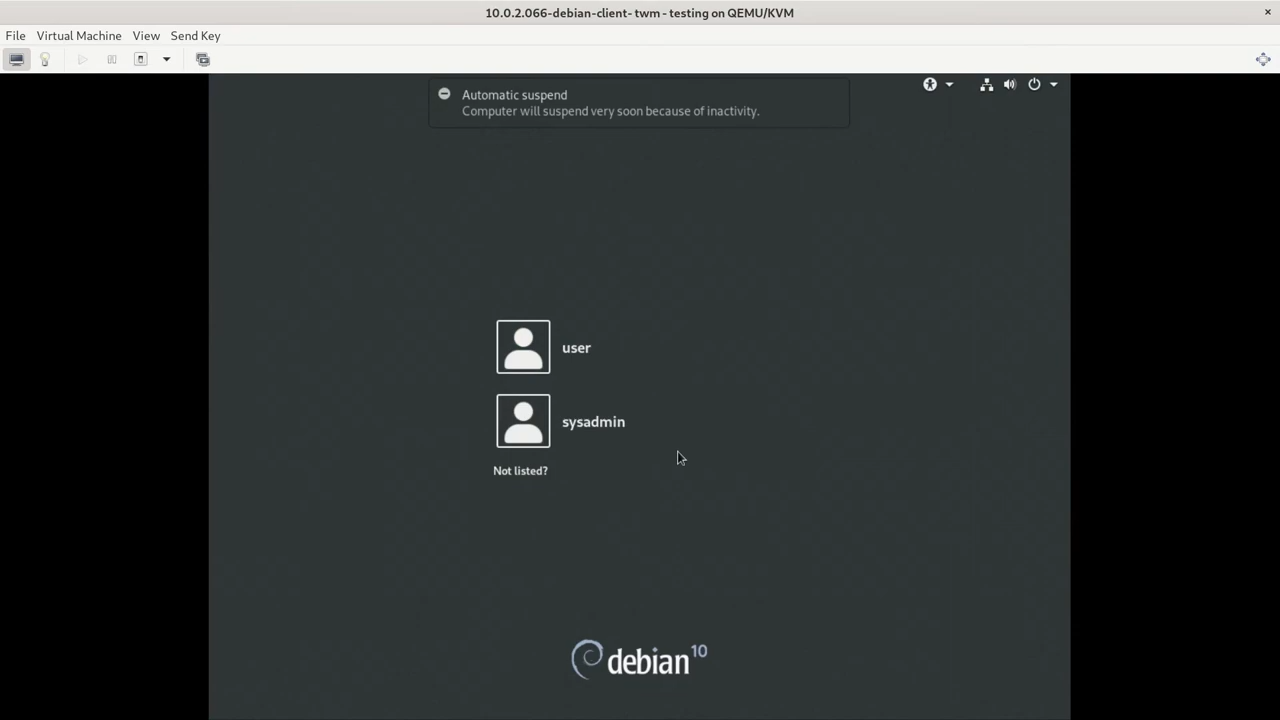 10.0.2.066-debian-client- twm - testing on QEMU/KVM
File Virtual Machine View Send Key
Automatic suspend
Computer will suspend very soon because of inactivity.
user
sysadmin
Not listed?
debian 10